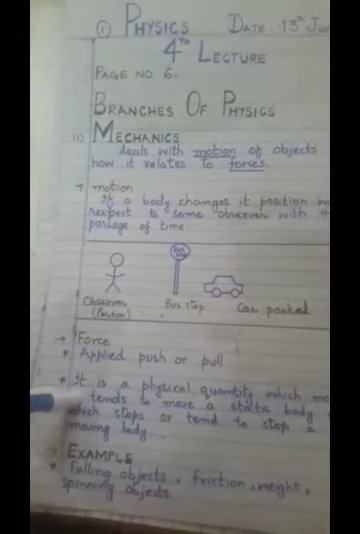 ① PHYSICS DATE: 13th
4TH LECTURE
PAGE NO 6:
BRANCHES OF PHYSICS
MECHANICS
deals with motion of objects
how it relates to forces.
→ motion
If a body changes it position
respect to some observer with
passage of time.
Bus stop
Observer (Person) Bus stop Car parked
→ Force
* Applied push or pull
* It is a physical quantity which
tends to move a static body
which stops or tend to stop a
moving body.
→ EXAMPLE
* Falling objects, friction, weight,
spinning objects